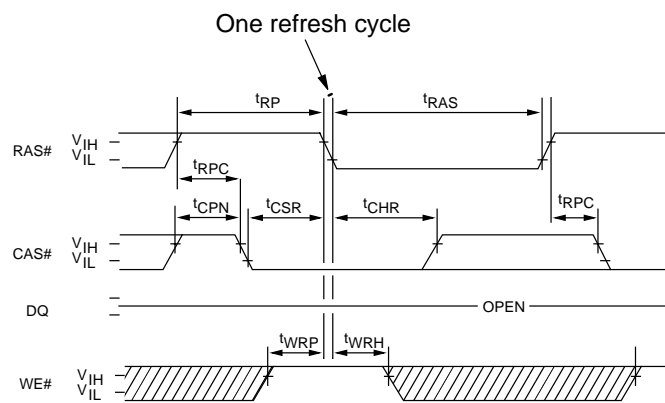 One refresh cycle
tRP
tRAS
RAS#
VIH
VIL
tRPC
tCPN
tCSR
tCHR
tRPC
CAS#
VIH
VIL
DQ
OPEN
tWRP
tWRH
WE#
VIH
VIL